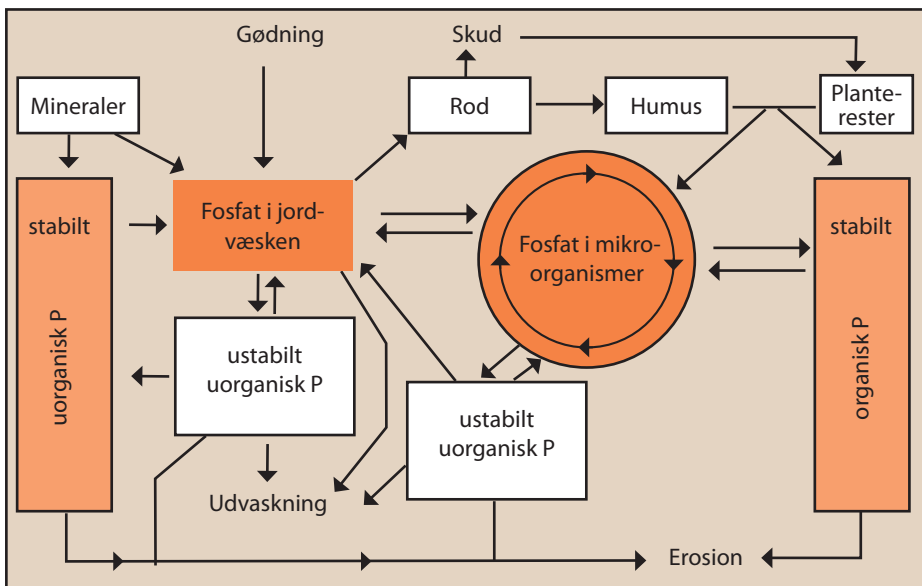 Gødning
Skud
Mineraler
Rod
Humus
Plante-
rester
stabilt
uorganisk P
Fosfat i jord-
væsken
Fosfat i mikro-
organismer
stabilt
organisk P
ustabilt
uorganisk P
ustabilt
uorganisk P
Udvaskning
Erosion